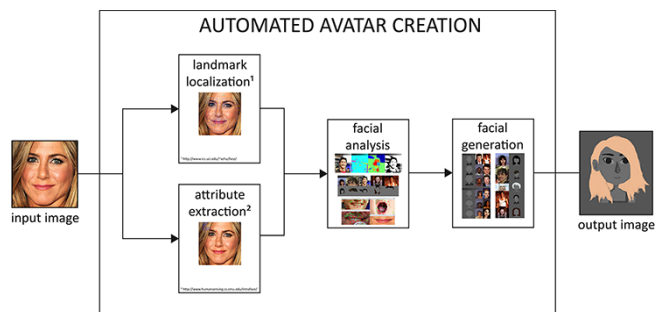 AUTOMATED AVATAR CREATION
landmark
localization¹
attribute
extraction²
facial
analysis
facial
generation
input image
output image